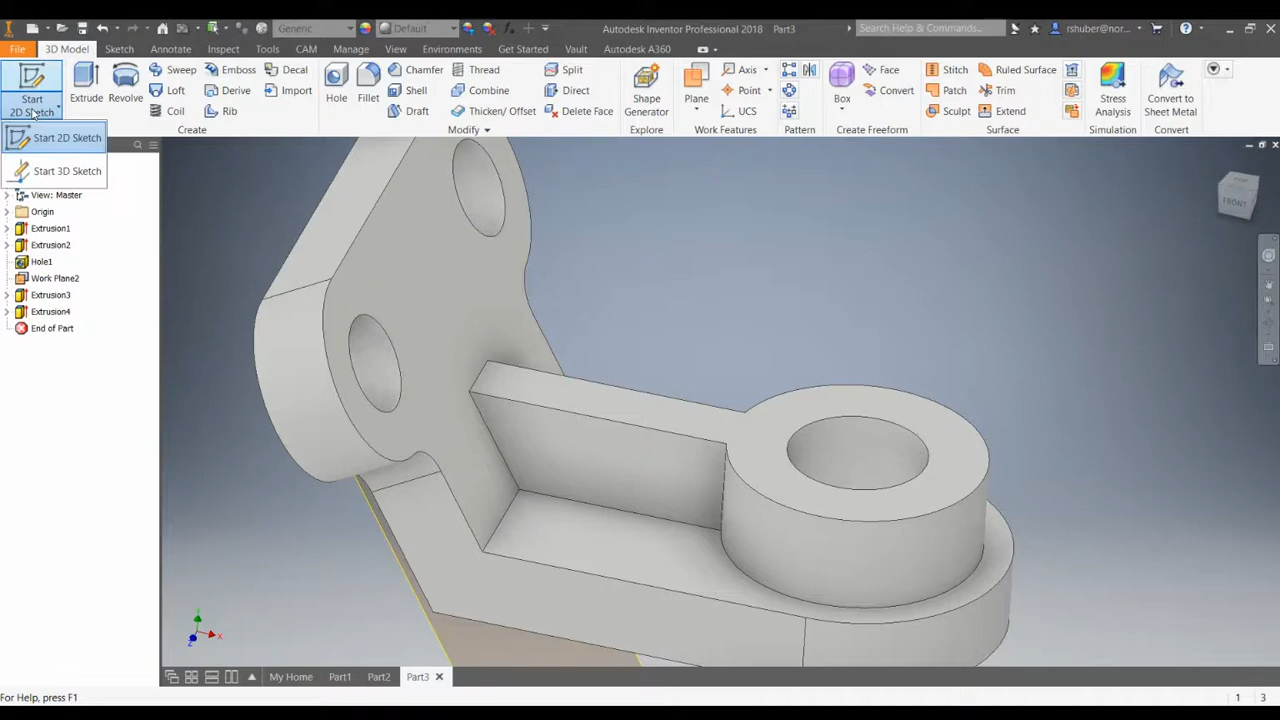 Generic
Default
Autodesk Inventor Professional 2018 Part3
Search Help & Commands...
rshuber@nor...
File 3D Model Sketch Annotate Inspect Tools CAM Manage View Environments Get Started Vault Autodesk A360
Start
2D Sketch
Extrude Revolve
Sweep Emboss Decal
Loft Derive Import
Coil Rib
Create
Hole Fillet
Chamfer Thread Split
Shell Combine Direct
Draft Thicken/ Offset Delete Face
Modify
Shape
Generator
Explore
Plane
Axis
Point
UCS
Work Features
Pattern
Box
Face
Convert
Create Freeform
Stitch Ruled Surface
Patch Trim
Sculpt Extend
Surface
Stress
Analysis
Simulation
Convert to
Sheet Metal
Convert
Start 2D Sketch
Start 3D Sketch
View: Master
Origin
Extrusion1
Extrusion2
Hole1
Work Plane2
Extrusion3
Extrusion4
End of Part
TOP
FRONT
Y
X
Z
My Home Part1 Part2 Part3
For Help, press F1
1 3